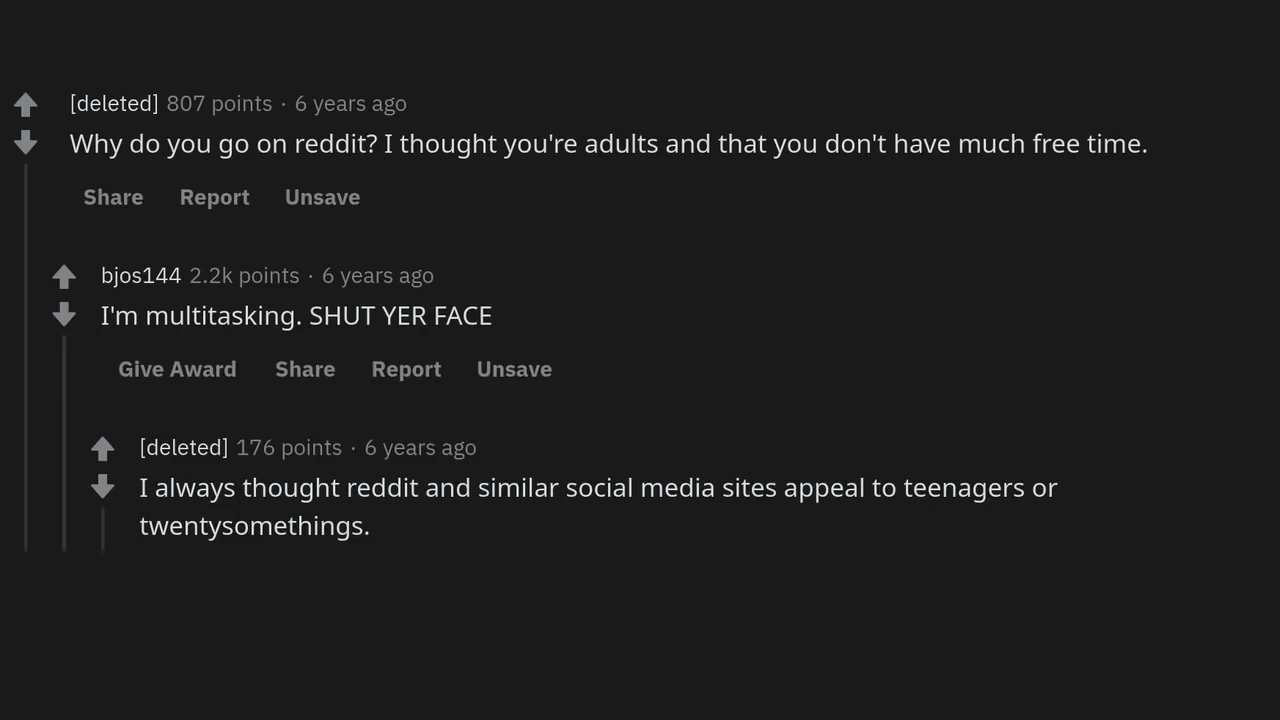 [deleted] 807 points · 6 years ago
Why do you go on reddit? I thought you're adults and that you don't have much free time.
Share Report Unsave
bjos144 2.2k points · 6 years ago
I'm multitasking. SHUT YER FACE
Give Award Share Report Unsave
[deleted] 176 points · 6 years ago
I always thought reddit and similar social media sites appeal to teenagers or
twentysomethings.